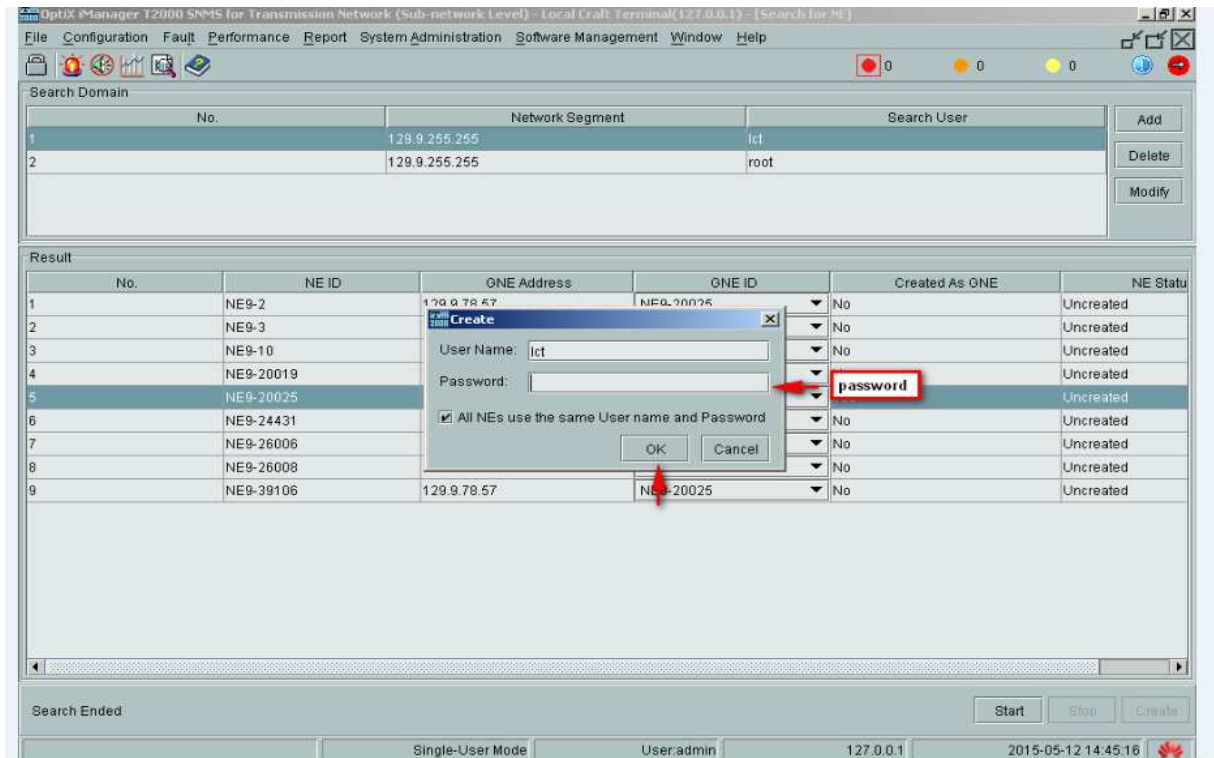 OptiX iManager T2000 SNMS for Transmission Network (Sub-network Level) - Local Craft Terminal(127.0.0.1) - [Search for NE]
File Configuration Fault Performance Report System Administration Software Management Window Help
0 0 0
Search Domain
No. Network Segment Search User
1 129.9.255.255 lct
2 129.9.255.255 root
Add
Delete
Modify
Result
No. NE ID GNE Address GNE ID Created As GNE NE Statu
1 NE9-2 129.9.78.57 NE9-20025 No Uncreated
2 NE9-3 No Uncreated
3 NE9-10 No Uncreated
4 NE9-20019 Uncreated
5 NE9-20025 Uncreated
6 NE9-24431 No Uncreated
7 NE9-26006 No Uncreated
8 NE9-26008 No Uncreated
9 NE9-39106 129.9.78.57 NE9-20025 No Uncreated
Create
User Name: lct
Password:
password
All NEs use the same User name and Password
OK Cancel
Search Ended
Start Stop Create
Single-User Mode User:admin 127.0.0.1 2015-05-12 14:45:16